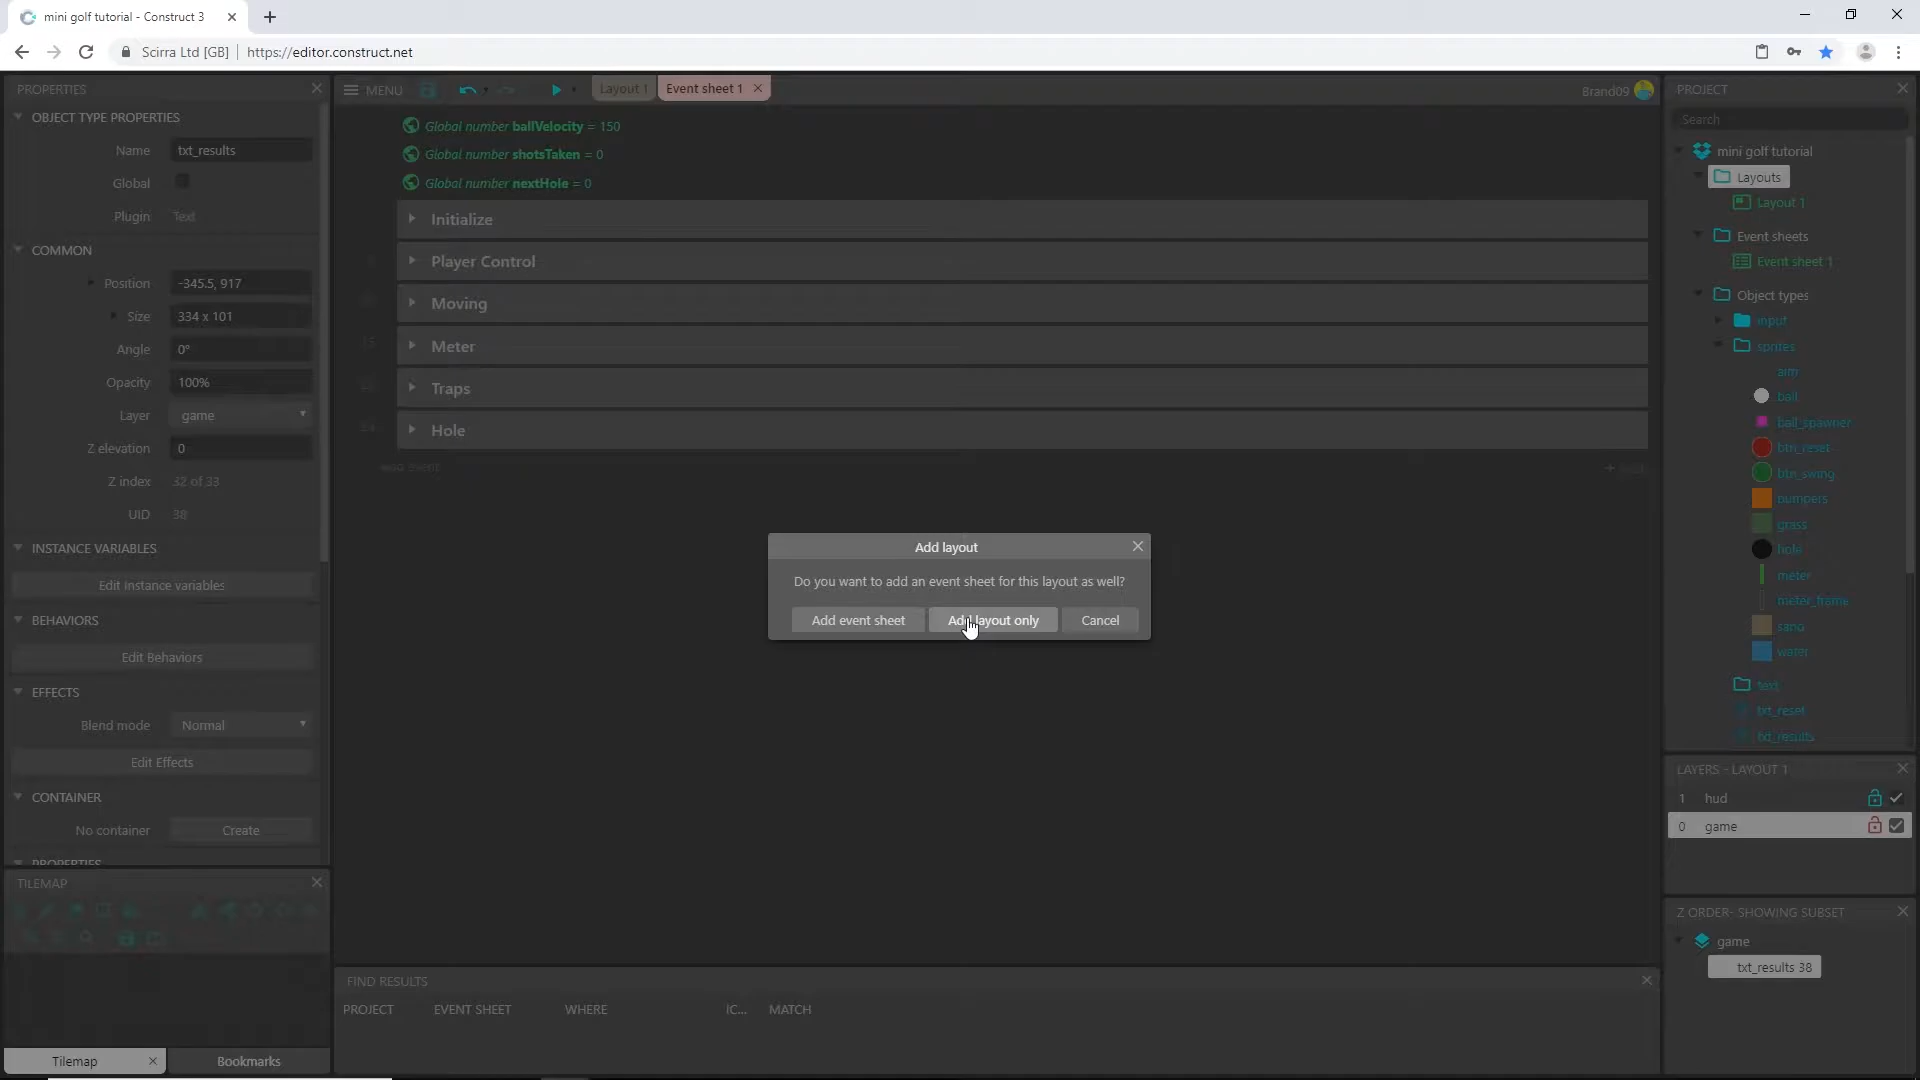 mini golf tutorial - Construct 3
Scirra Ltd [GB]
https://editor.construct.net
PROPERTIES
OBJECT TYPE PROPERTIES
Name txt_results
Global
Plugin Text
COMMON
Position -345.5, 917
Size 334 x 101
Angle 0°
Opacity 100%
Layer game
Z elevation 0
Z index 32 of 33
UID 38
INSTANCE VARIABLES
Edit Instance variables
BEHAVIORS
Edit Behaviors
EFFECTS
Blend mode Normal
Edit Effects
CONTAINER
No container Create
PROPERTIES
TILEMAP
Tilemap
Bookmarks
MENU
Layout 1
Event sheet 1
Brand09
Global number ballVelocity = 150
Global number shotsTaken = 0
Global number nextHole = 0
Initialize
Player Control
Moving
Meter
Traps
Hole
Add event
Add layout
Do you want to add an event sheet for this layout as well?
Add event sheet
Add layout only
Cancel
FIND RESULTS
PROJECT EVENT SHEET WHERE IC... MATCH
PROJECT
Search
mini golf tutorial
Layouts
Layout 1
Event sheets
Event sheet 1
Object types
input
sprites
aim
ball
ball_spawner
btn_reset
btn_swing
bumpers
grass
hole
meter
meter_frame
sand
water
text
txt_reset
txt_results
LAYERS - LAYOUT 1
1 hud
0 game
Z ORDER- SHOWING SUBSET
game
txt_results 38